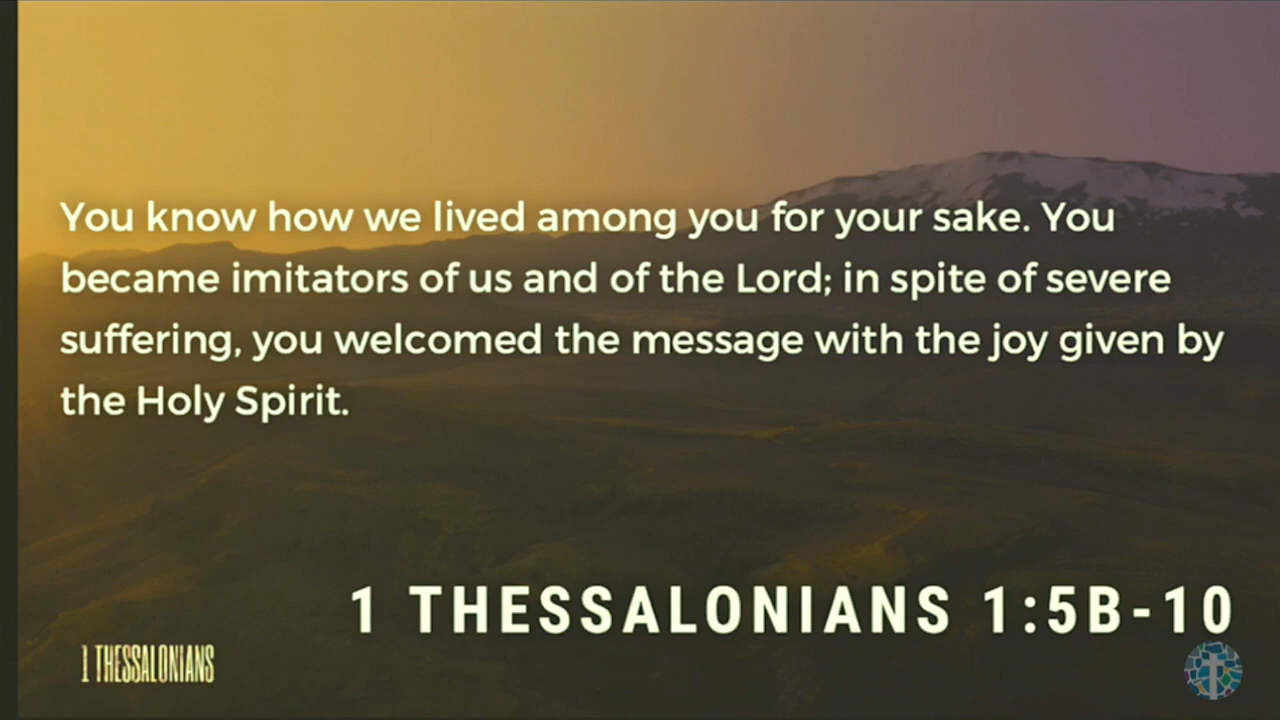 You know how we lived among you for your sake. You
became imitators of us and of the Lord; in spite of severe
suffering, you welcomed the message with the joy given by
the Holy Spirit.
1 THESSALONIANS 1:5B-10
1 THESSALONIANS